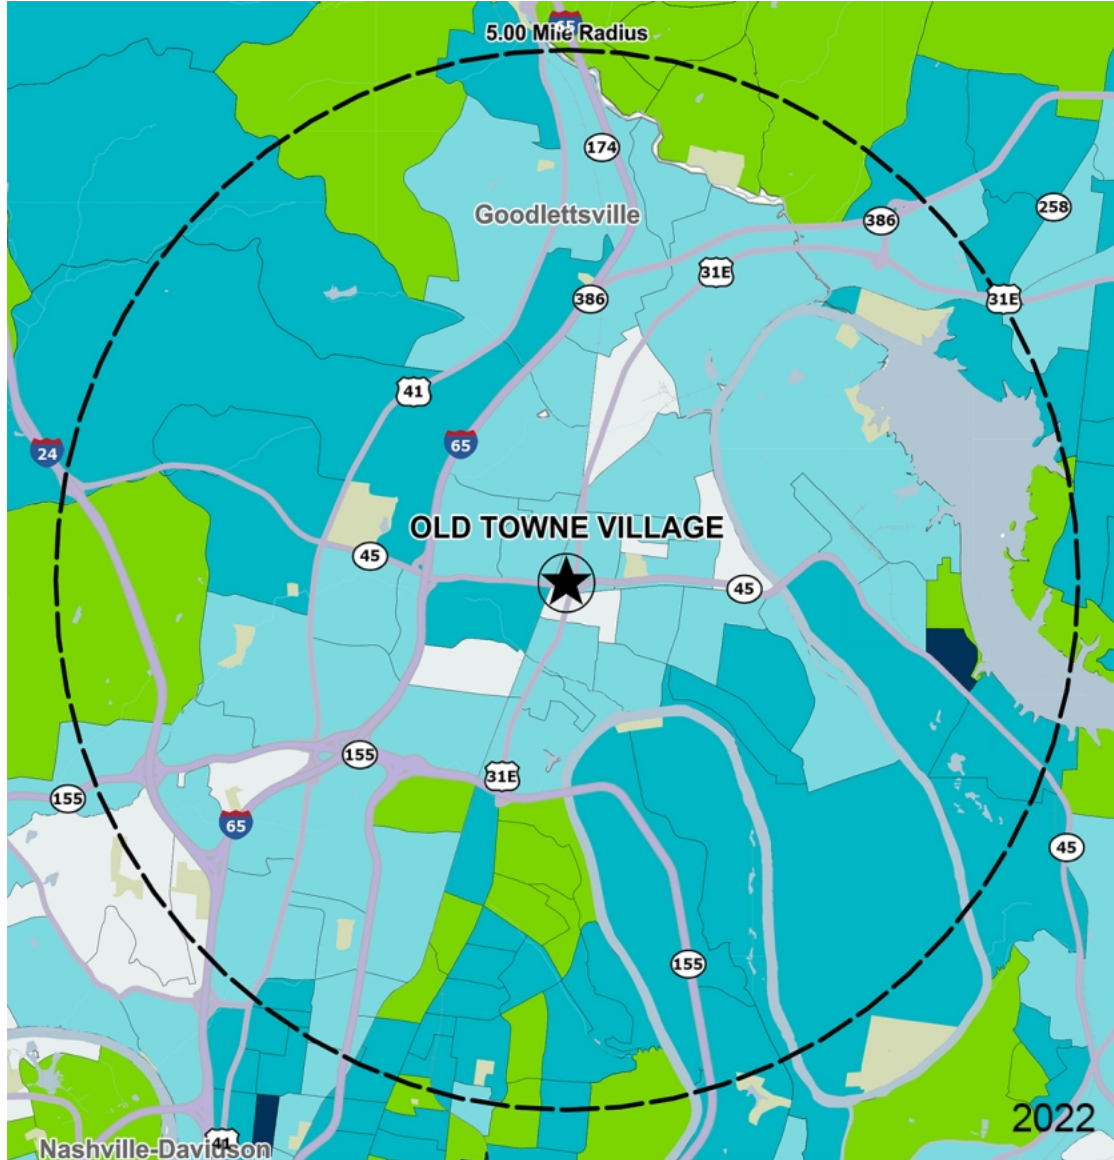 65
5.00 Mile Radius
174
258
Goodlettsville
386
31E
386
31E
41
65
24
OLD TOWNE VILLAGE
45
45
155
31E
155
65
45
155
2022
41
Nashville-Davidson